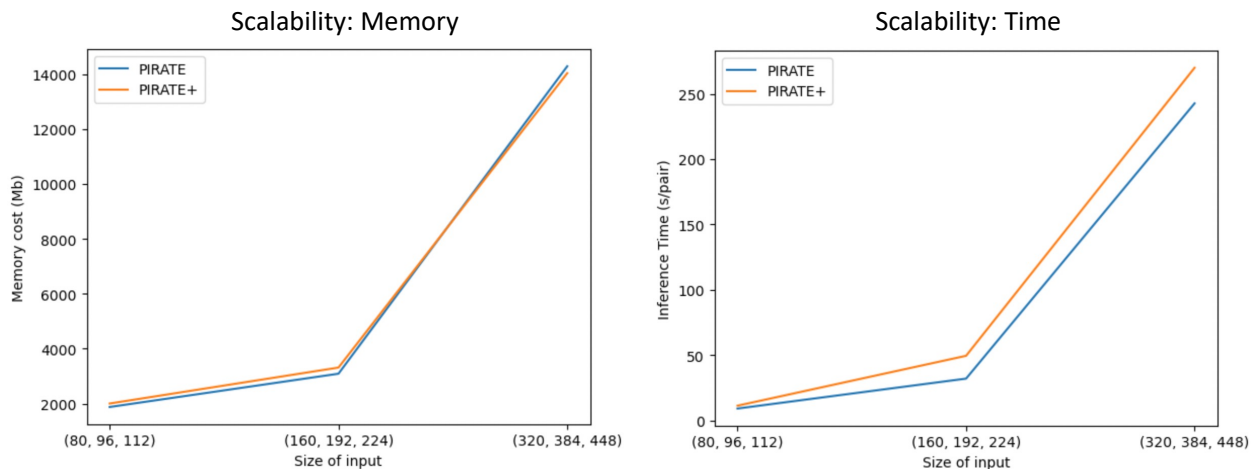 Scalability: Memory
PIRATE
PIRATE+
14000
12000
10000
8000
6000
4000
2000
Memory cost (Mb)
(80, 96, 112)
(160, 192, 224)
(320, 384, 448)
Size of input
Scalability: Time
PIRATE
PIRATE+
250
200
150
100
50
0
Inference Time (s/pair)
(80, 96, 112)
(160, 192, 224)
(320, 384, 448)
Size of input